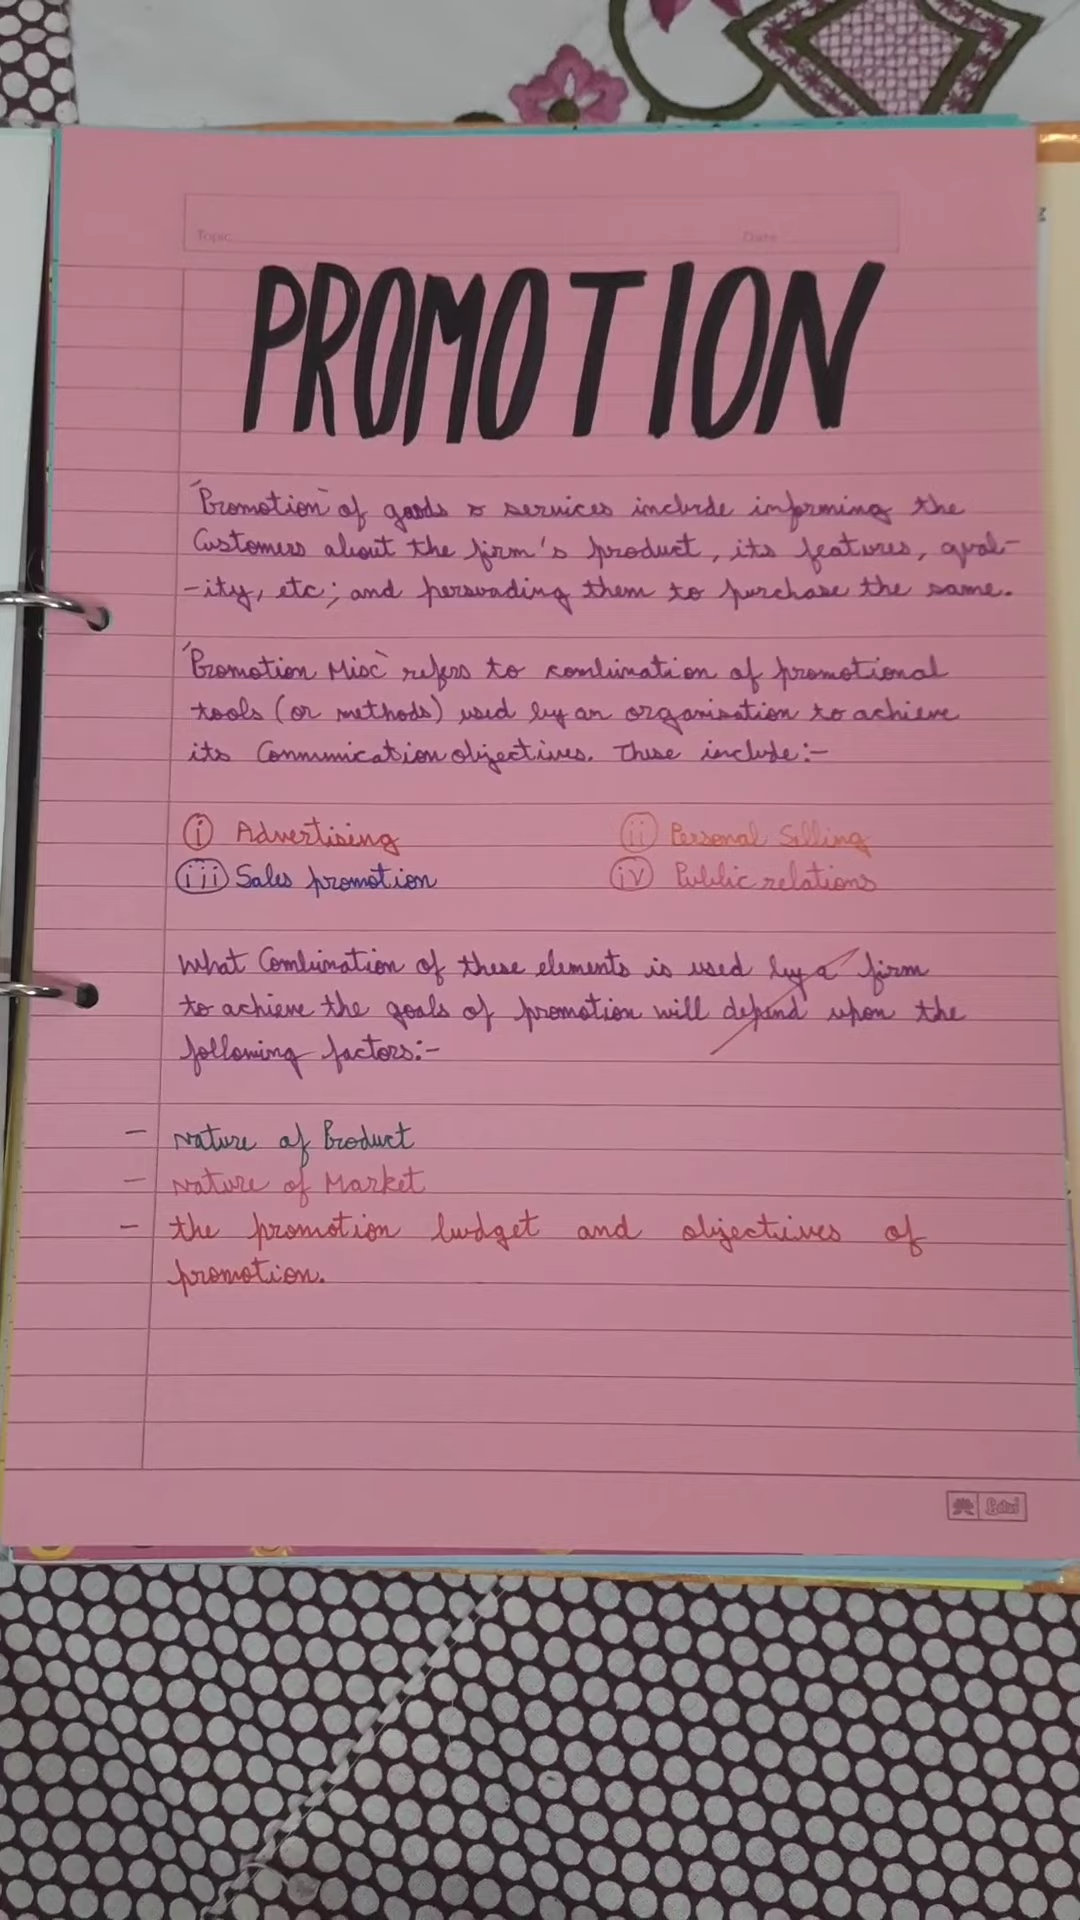 Topic Date
PROMOTION
'Promotion' of goods & services include informing the
Customers about the firm's product, its features, qual-
-ity, etc; and persuading them to purchase the same.
'Promotion Misc' refers to combination of promotional
tools (or methods) used by an organisation to achieve
its Communication objectives. These include:-
(i) Advertising (ii) Personal Selling
(iii) Sales promotion (iv) Public relations
What Combination of these elements is used by a firm
to achieve the goals of promotion will depend upon the
following factors:-
- Nature of Product
- Nature of Market
- the promotion budget and objectives of
promotion.